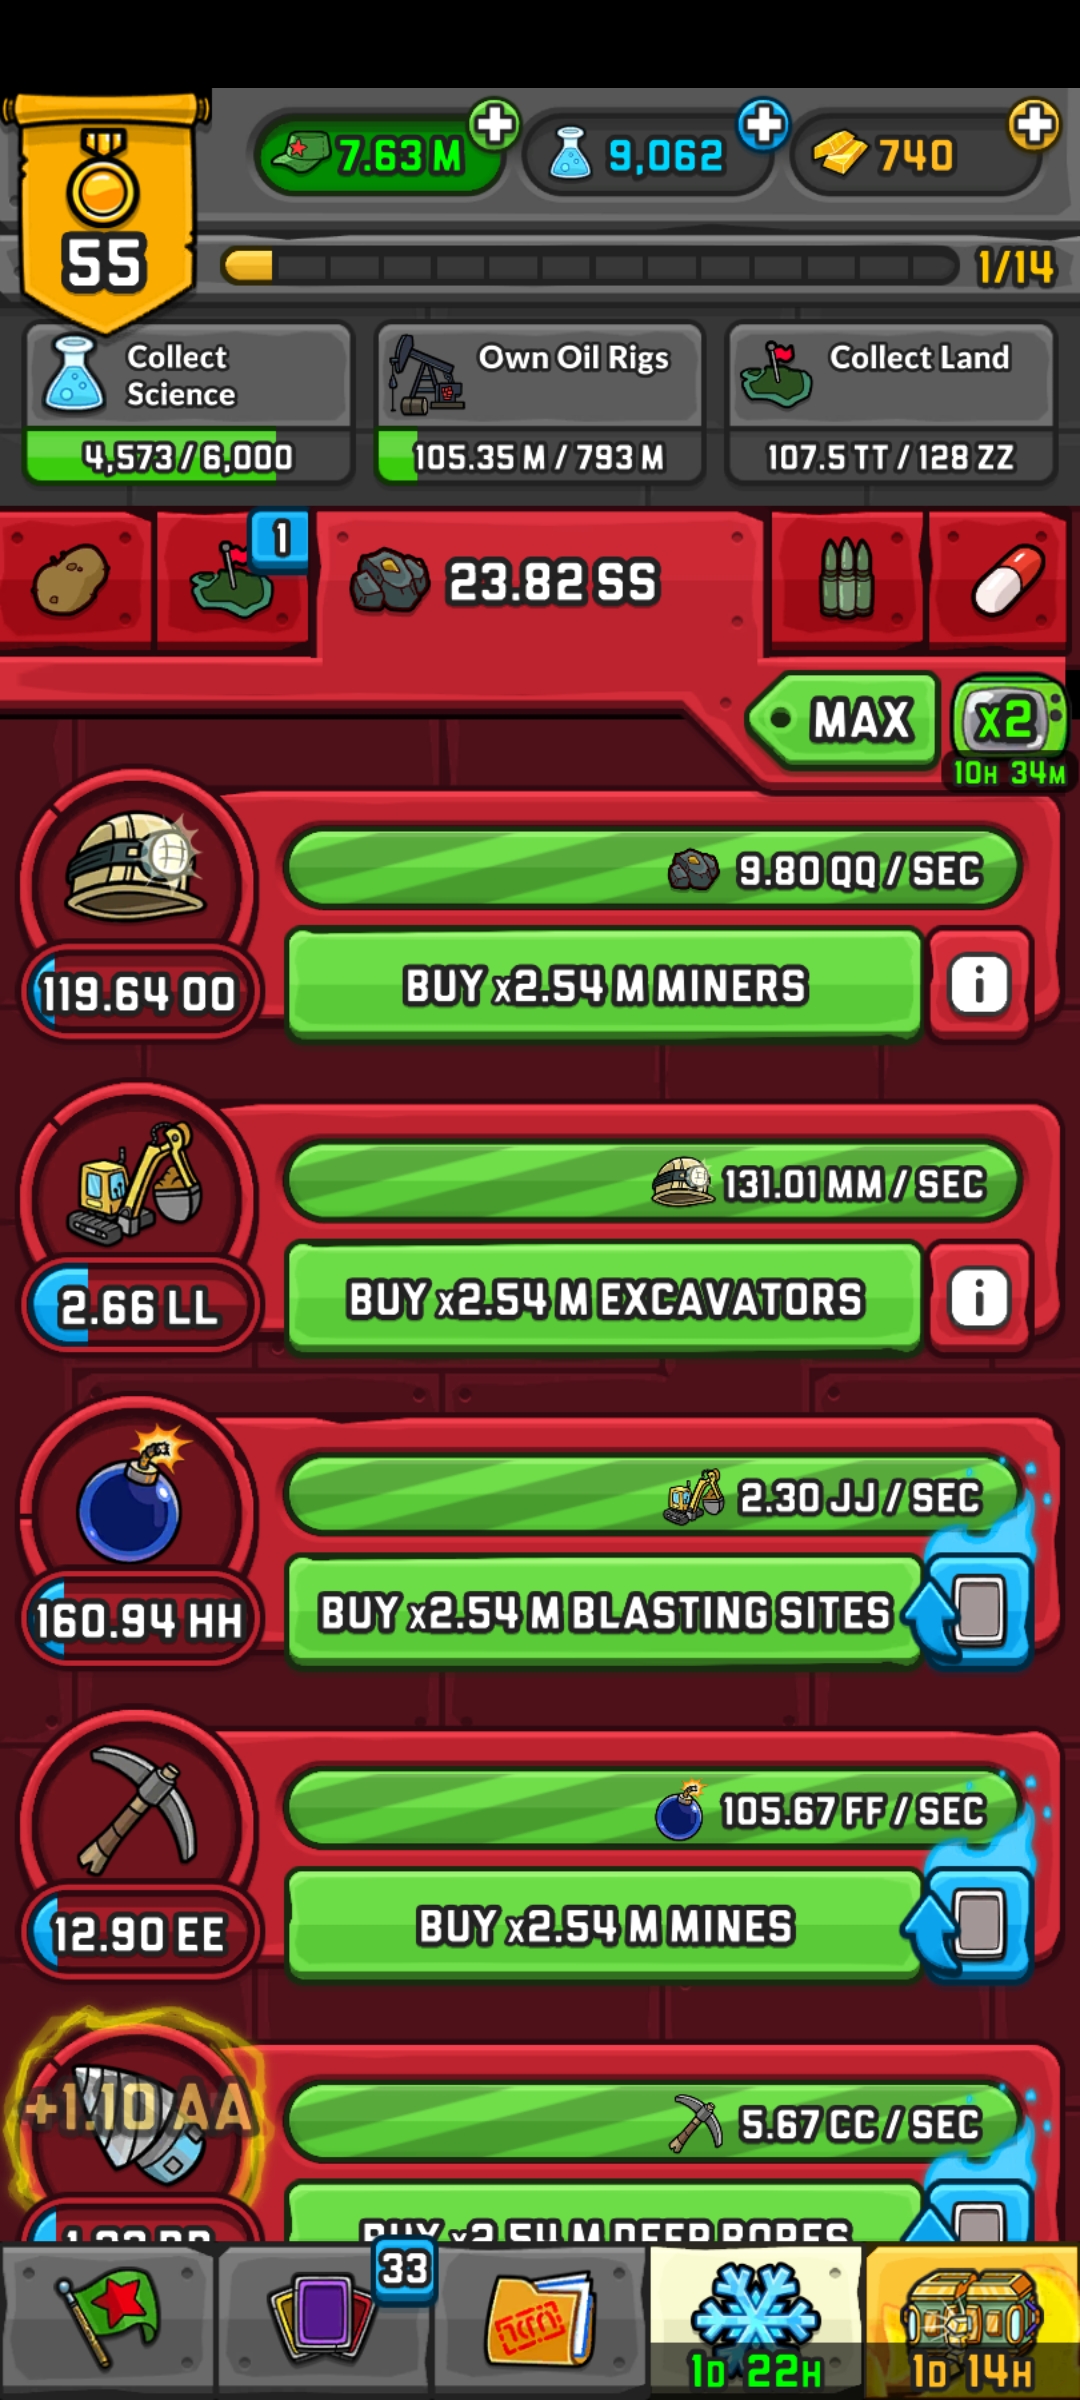 7.63 M
9,062
740
55
1/14
Collect
Science
4,573 / 6,000
Own Oil Rigs
105.35 M / 793 M
Collect Land
107.5 TT / 128 ZZ
1
23.82 SS
MAX
x2
10H 34M
9.80 QQ / SEC
119.64 OO
BUY x2.54 M MINERS
i
131.01 MM / SEC
2.66 LL
BUY x2.54 M EXCAVATORS
i
2.30 JJ / SEC
160.94 HH
BUY x2.54 M BLASTING SITES
105.67 FF / SEC
12.90 EE
BUY x2.54 M MINES
+1.10 AA
5.67 CC / SEC
BUY x2.54 M DEEP BORES
33
1D 22H
1D 14H